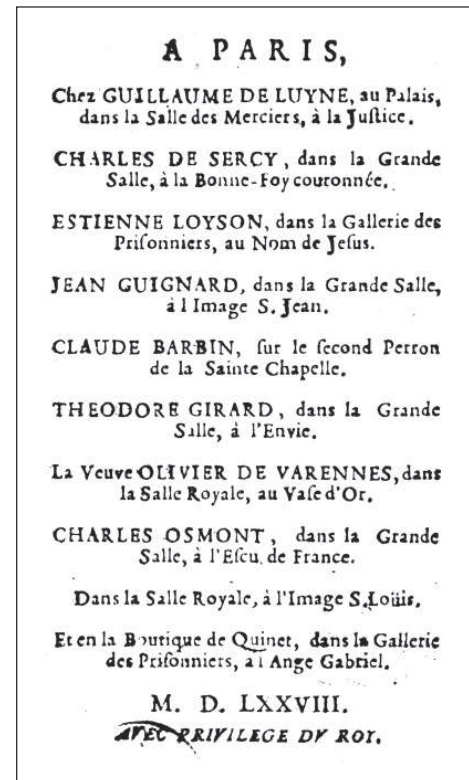 A PARIS,
Chez GUILLAUME DE LUYNE, au Palais,
dans la Salle des Merciers, à la Juſtice.
CHARLES DE SERCY, dans la Grande
Salle, à la Bonne-Foy couronnée.
ESTIENNE LOYSON, dans la Gallerie des
Priſonniers, au Nom de Jeſus.
JEAN GUIGNARD, dans la Grande Salle,
à l Image S. Jean.
CLAUDE BARBIN, ſur le ſecond Perron
de la Sainte Chapelle.
THEODORE GIRARD, dans la Grande
Salle, à l'Envie.
La Veuve OLIVIER DE VARENNES, dans
la Salle Royale, au Vaſe d'Or.
CHARLES OSMONT, dans la Grande
Salle, à l'Eſcu de France.
Dans la Salle Royale, à l'Image S. Loüis.
Et en la Boutique de Quinet, dans la Gallerie
des Priſonniers, a l Ange Gabriel.
M. D. LXXVIII.
AVEC PRIVILEGE DV ROY.